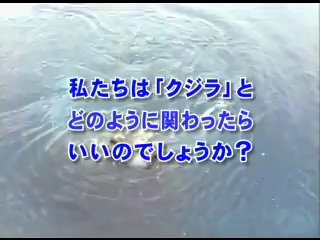 私たちは「クジラ」と
どのように関わったら
いいのでしょうか？